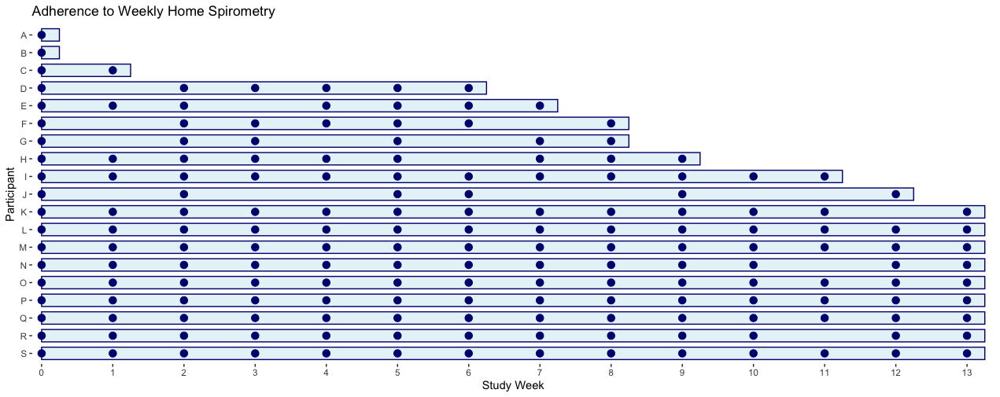 Adherence to Weekly Home Spirometry
Participant
A
B
C
D
E
F
G
H
I
J
K
L
M
N
O
P
Q
R
S
0 1 2 3 4 5 6 7 8 9 10 11 12 13
Study Week